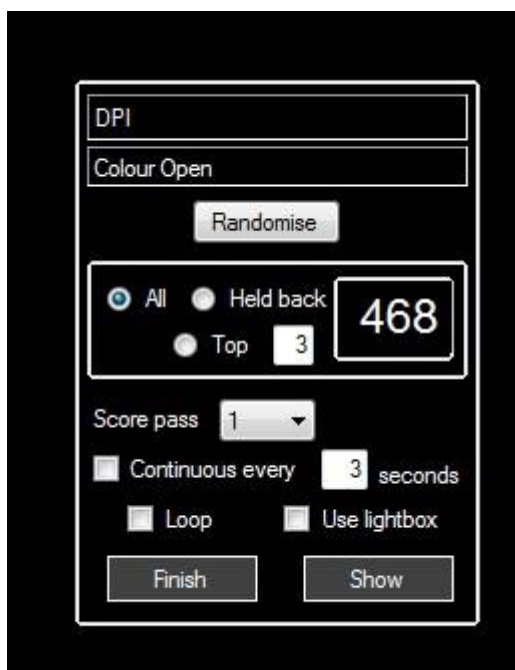 DPI
Colour Open
Randomise
All Held back 468
Top 3
Score pass 1
Continuous every 3 seconds
Loop Use lightbox
Finish Show